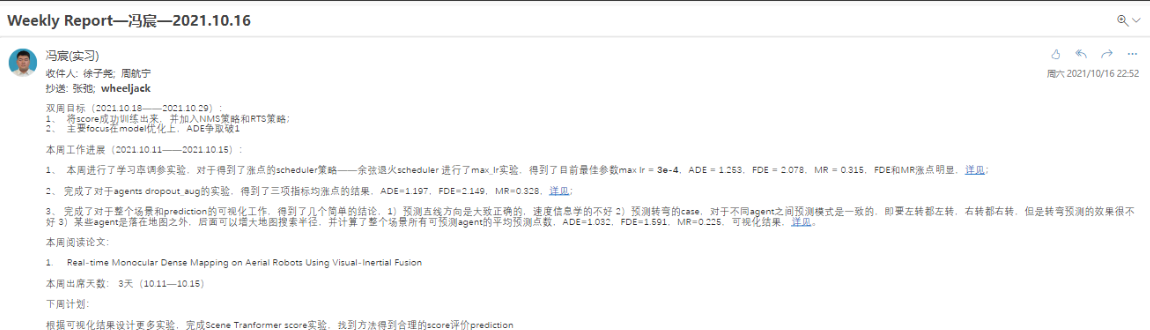 Weekly Report—冯宸—2021.10.16
冯宸(实习)
收件人: 徐子尧; 周航宁
周六 2021/10/16 22:52
抄送: 张弛; wheeljack
双周目标（2021.10.18——2021.10.29）:
1、 将score成功训练出来，并加入NMS策略和RTS策略；
2、 主要focus在model优化上，ADE争取破1
本周工作进展（2021.10.11——2021.10.15）
1、 本周进行了学习率调参实验，对于得到了涨点的scheduler策略——余弦退火scheduler 进行了max_lr实验，得到了目前最佳参数max lr = 3e-4, ADE = 1.253, FDE = 2.078, MR = 0.315, FDE和MR涨点明显，详见；
2、 完成了对于agents dropout_aug的实验，得到了三项指标均涨点的结果，ADE=1.197, FDE=2.149, MR=0.328，详见；
3、 完成了对于整个场景和prediction的可视化工作，得到了几个简单的结论，1）预测直线方向是大致正确的，速度信息学的不好 2）预测转弯的case，对于不同agent之间预测模式是一致的，即要左转都左转，右转都右转，但是转弯预测的效果很不
好 3）某些agent是落在地图之外，后面可以增大地图搜索半径，并计算了整个场景所有可预测agent的平均预测点数，ADE=1.032, FDE=1.591, MR=0.225，可视化结果，详见。
本周阅读论文:
1. Real-time Monocular Dense Mapping on Aerial Robots Using Visual-Inertial Fusion
本周出席天数： 3天（10.11—10.15）
下周计划:
根据可视化结果设计更多实验，完成Scene Tranformer score实验，找到方法得到合理的score评价prediction